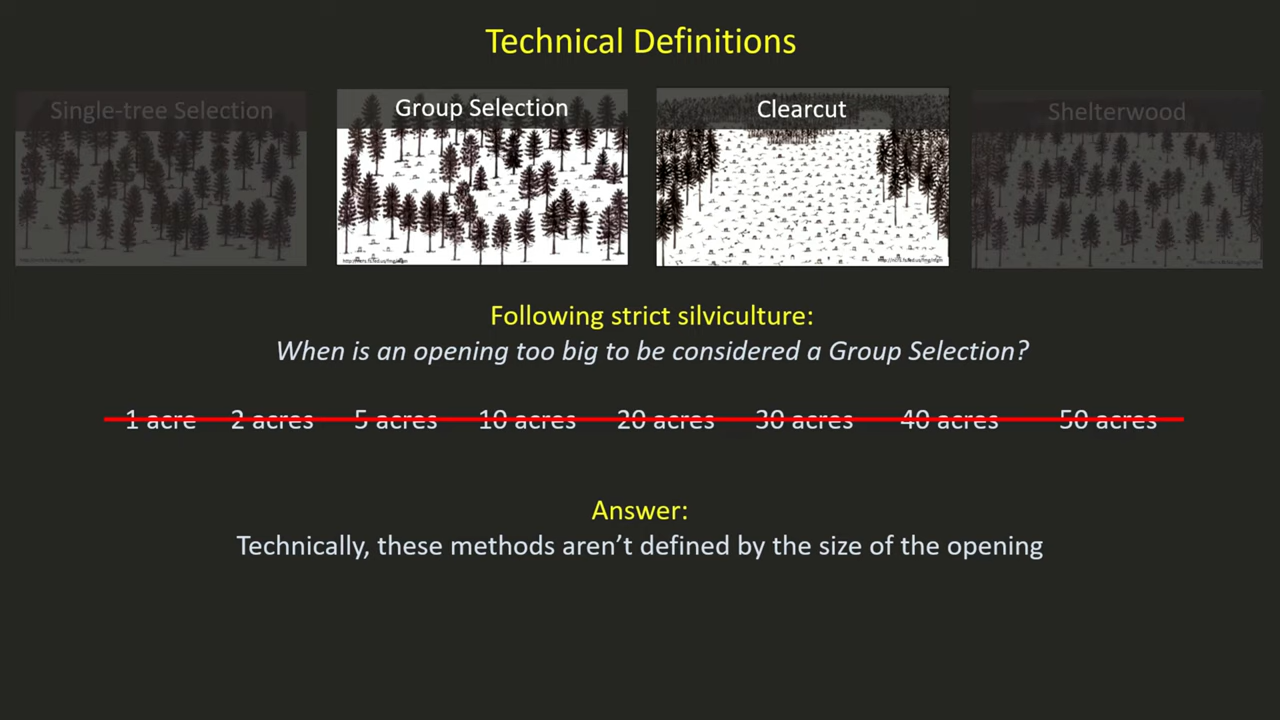 Technical Definitions
Single-tree Selection
Group Selection
Clearcut
Shelterwood
Following strict silviculture:
When is an opening too big to be considered a Group Selection?
1 acre 2 acres 5 acres 10 acres 20 acres 30 acres 40 acres 50 acres
Answer:
Technically, these methods aren’t defined by the size of the opening